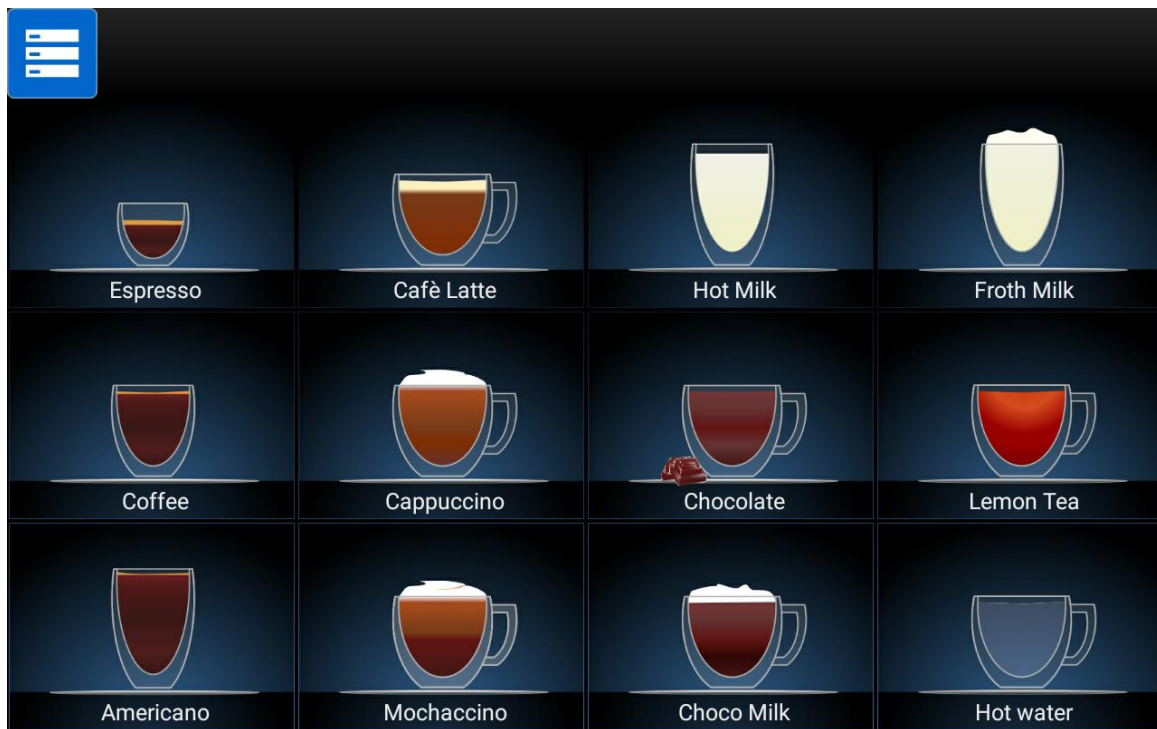 Espresso
Cafè Latte
Hot Milk
Froth Milk
Coffee
Cappuccino
Chocolate
Lemon Tea
Americano
Mochaccino
Choco Milk
Hot water